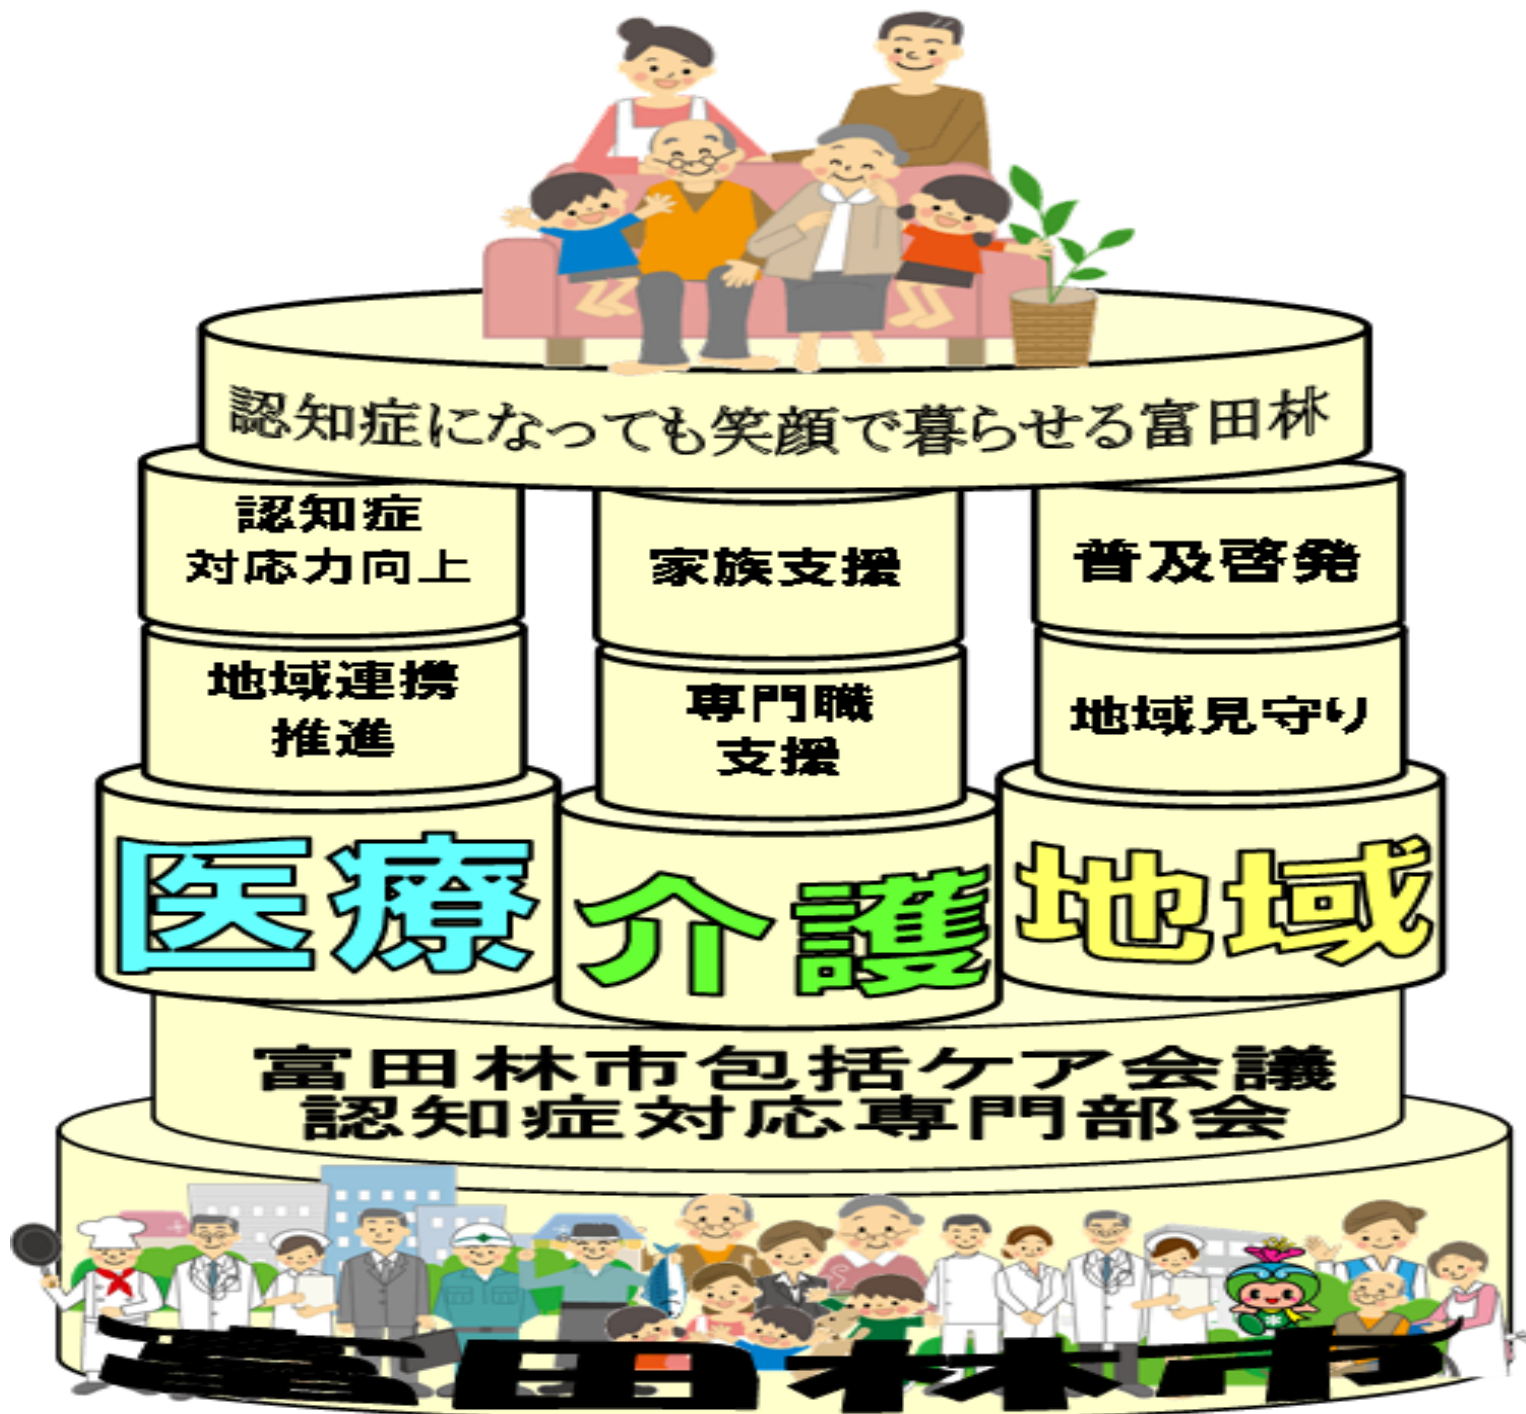 認知症になっても笑顔で暮らせる富田林
認知症
対応力向上
家族支援
普及啓発
地域連携
推進
専門職
支援
地域見守り
医療
介護
地域
富田林市包括ケア会議
認知症対応専門部会
富田林市